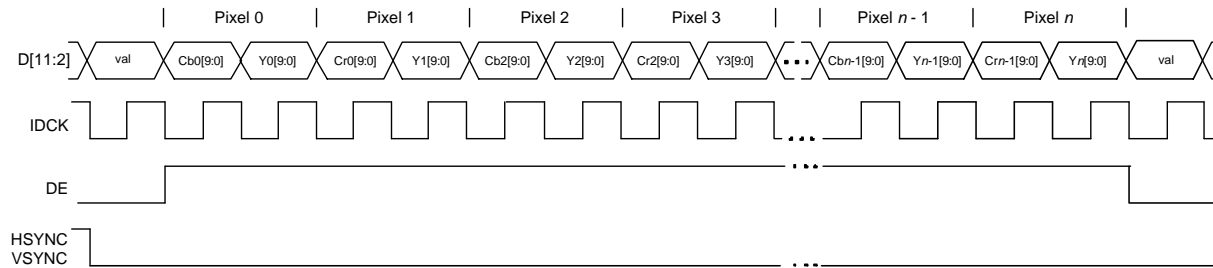 Pixel 0 Pixel 1 Pixel 2 Pixel 3 Pixel n - 1 Pixel n
D[11:2] val Cb0[9:0] Y0[9:0] Cr0[9:0] Y1[9:0] Cb2[9:0] Y2[9:0] Cr2[9:0] Y3[9:0] Cbn-1[9:0] Yn-1[9:0] Crn-1[9:0] Yn[9:0] val
IDCK
DE
HSYNC
VSYNC